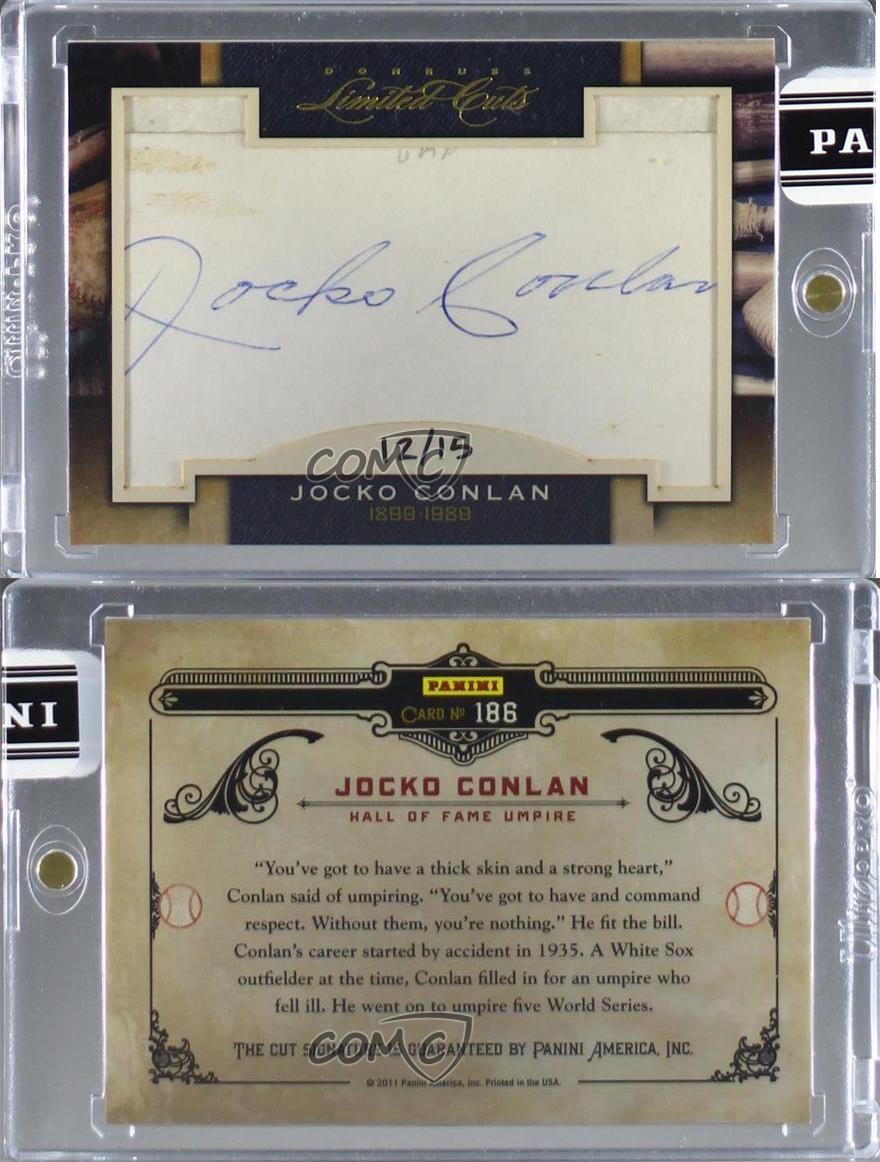 DONRUSS
Limited Cuts
PA
UMP
Jocko Conlan
12/15
COMC
JOCKO CONLAN
1899-1989
NI
PANINI
CARD Nº 186
JOCKO CONLAN
HALL OF FAME UMPIRE
“You’ve got to have a thick skin and a strong heart,”
Conlan said of umpiring. “You’ve got to have and command
respect. Without them, you’re nothing.” He fit the bill.
Conlan’s career started by accident in 1935. A White Sox
outfielder at the time, Conlan filled in for an umpire who
fell ill. He went on to umpire five World Series.
COMC
THE CUT SIGNATURE IS GUARANTEED BY PANINI AMERICA, INC.
© 2011 Panini America, Inc. Printed in the USA.